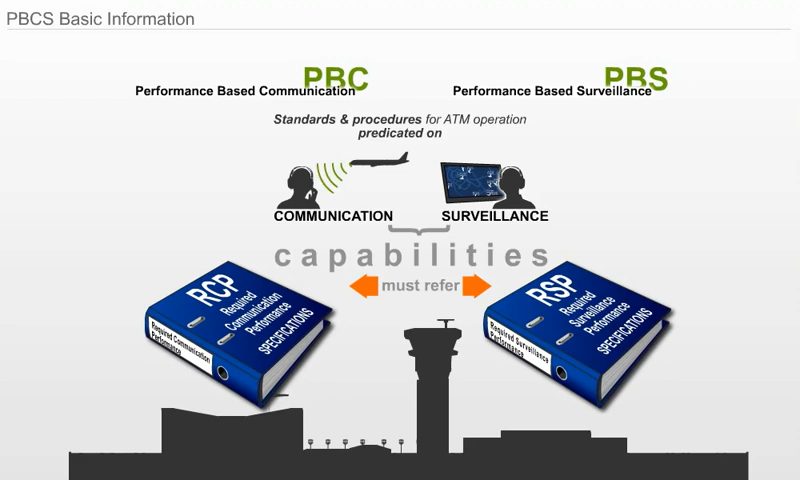 PBCS Basic Information
PBC
Performance Based Communication
PBS
Performance Based Surveillance
Standards & procedures for ATM operation
predicated on
COMMUNICATION
SURVEILLANCE
capabilities
must refer
RCP
Required
Communication
Performance
SPECIFICATIONS
Required Communication
Performance
RSP
Required
Surveillance
Performance
SPECIFICATIONS
Required Surveillance
Performance